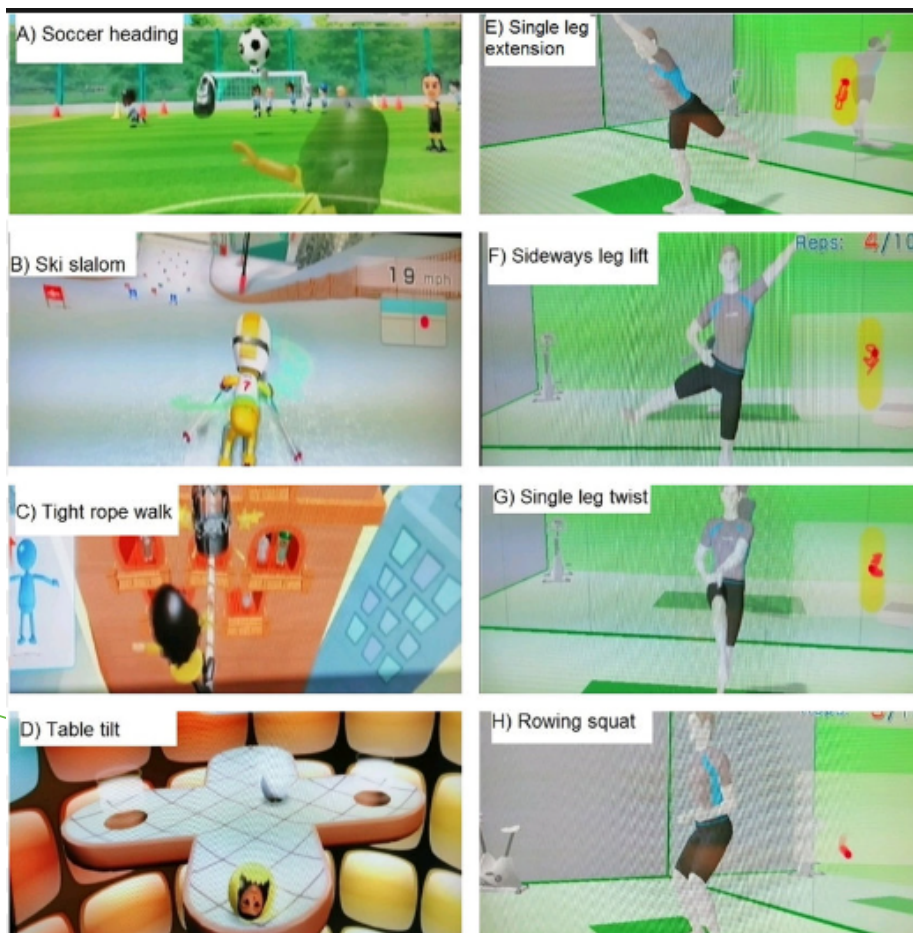 A) Soccer heading
B) Ski slalom
19 mph
7
C) Tight rope walk
D) Table tilt
E) Single leg
extension
F) Sideways leg lift
Reps: 4/10
G) Single leg twist
H) Rowing squat